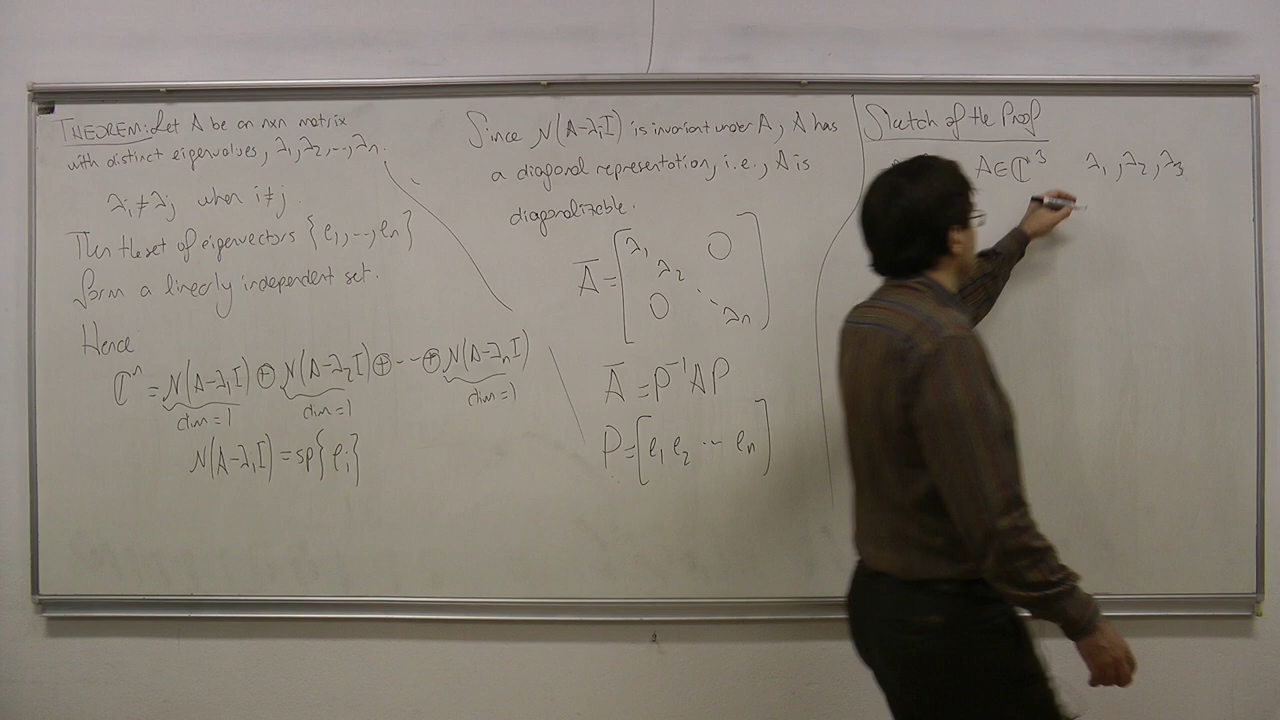 THEOREM: Let A be an nxn matrix
with distinct eigenvalues, λ₁, λ₂, ..., λₙ.
λᵢ ≠ λⱼ when i ≠ j.
Then the set of eigenvectors {e₁, ..., eₙ}
form a linearly independent set.
Hence
ℂⁿ = N(A-λ₁I) ⊕ N(A-λ₂I) ⊕ ... ⊕ N(A-λₙI)
dim=1 dim=1 dim=1
N(A-λᵢI) = sp{eᵢ}
Since N(A-λᵢI) is invariant under A, A has
a diagonal representation, i.e., A is
diagonalizable.
Ā = [λ₁ λ₂ ⋱ λₙ 0 0]
Ā = P⁻¹AP
P = [e₁ e₂ ... eₙ]
Sketch of the Proof
A∈ℂ³ λ₁, λ₂, λ₃